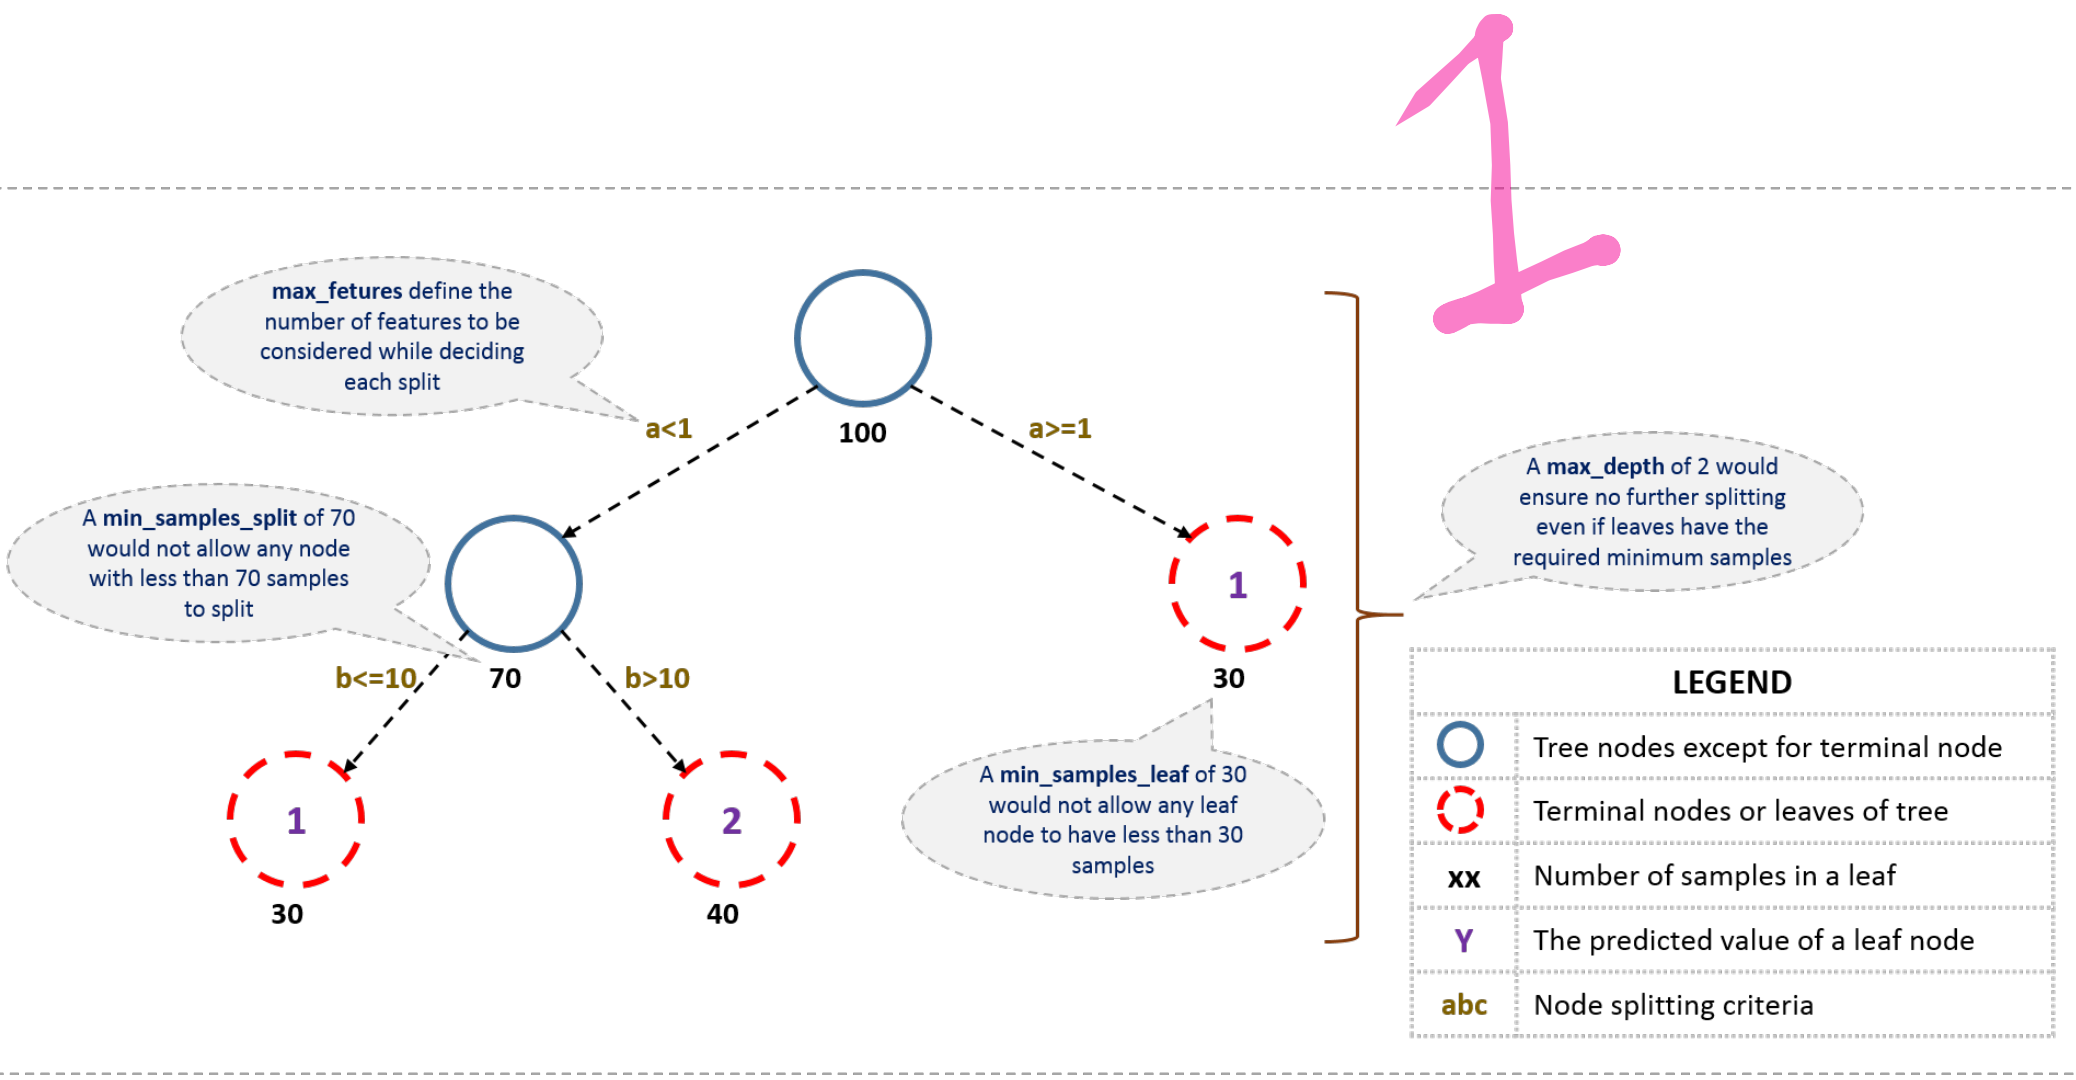 1
max_fetures define the
number of features to be
considered while deciding
each split
100
a<1
a>=1
A min_samples_split of 70
would not allow any node
with less than 70 samples
to split
70
b<=10
b>10
1
30
2
40
1
30
A min_samples_leaf of 30
would not allow any leaf
node to have less than 30
samples
A max_depth of 2 would
ensure no further splitting
even if leaves have the
required minimum samples
LEGEND
Tree nodes except for terminal node
Terminal nodes or leaves of tree
xx Number of samples in a leaf
Y The predicted value of a leaf node
abc Node splitting criteria